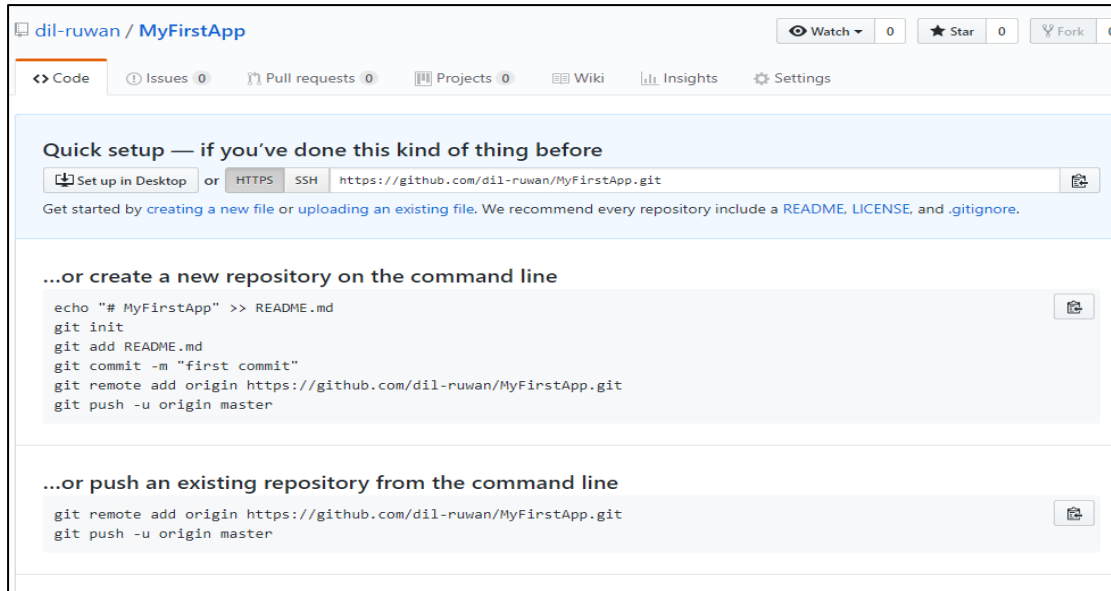 dil-ruwan / MyFirstApp
Watch 0 Star 0 Fork
Code Issues 0 Pull requests 0 Projects 0 Wiki Insights Settings
Quick setup — if you’ve done this kind of thing before
Set up in Desktop or HTTPS SSH https://github.com/dil-ruwan/MyFirstApp.git
Get started by creating a new file or uploading an existing file. We recommend every repository include a README, LICENSE, and .gitignore.
…or create a new repository on the command line
echo "# MyFirstApp" >> README.md
git init
git add README.md
git commit -m "first commit"
git remote add origin https://github.com/dil-ruwan/MyFirstApp.git
git push -u origin master
…or push an existing repository from the command line
git remote add origin https://github.com/dil-ruwan/MyFirstApp.git
git push -u origin master